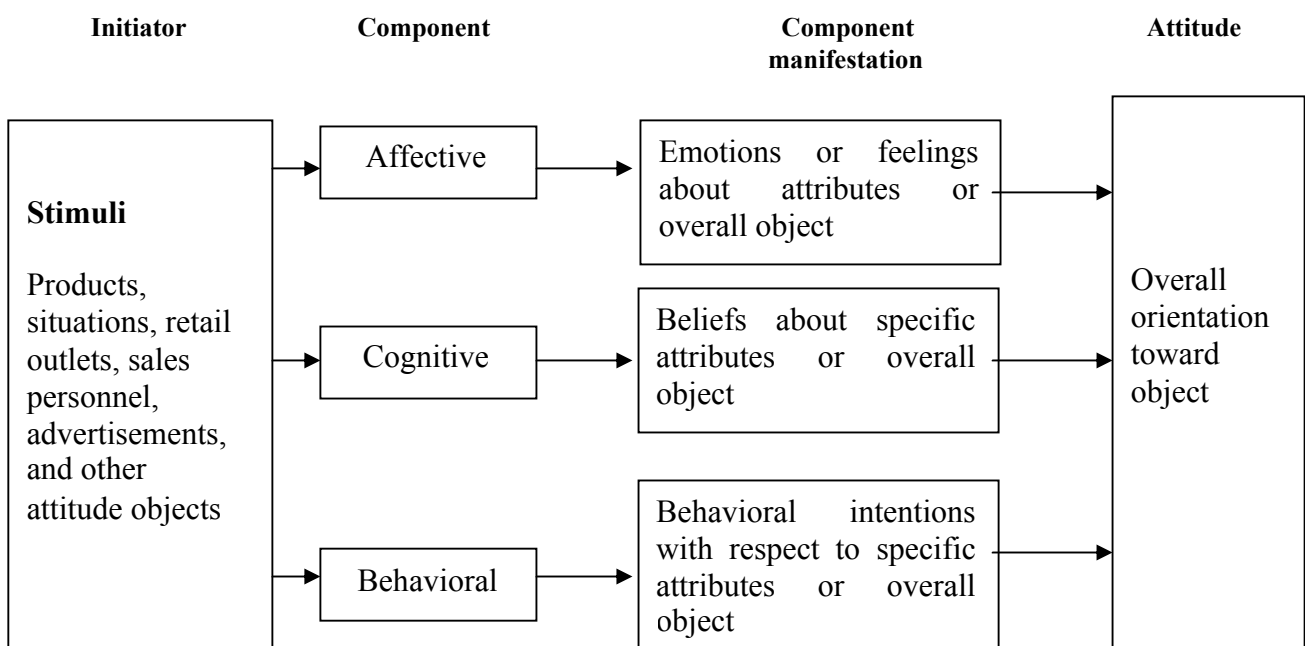 Initiator
Component
Component
manifestation
Attitude
Stimuli
Products,
situations, retail
outlets, sales
personnel,
advertisements,
and other
attitude objects
Affective
Emotions or feelings
about attributes or
overall object
Cognitive
Beliefs about specific
attributes or overall
object
Behavioral
Behavioral intentions
with respect to specific
attributes or overall
object
Overall
orientation
toward
object